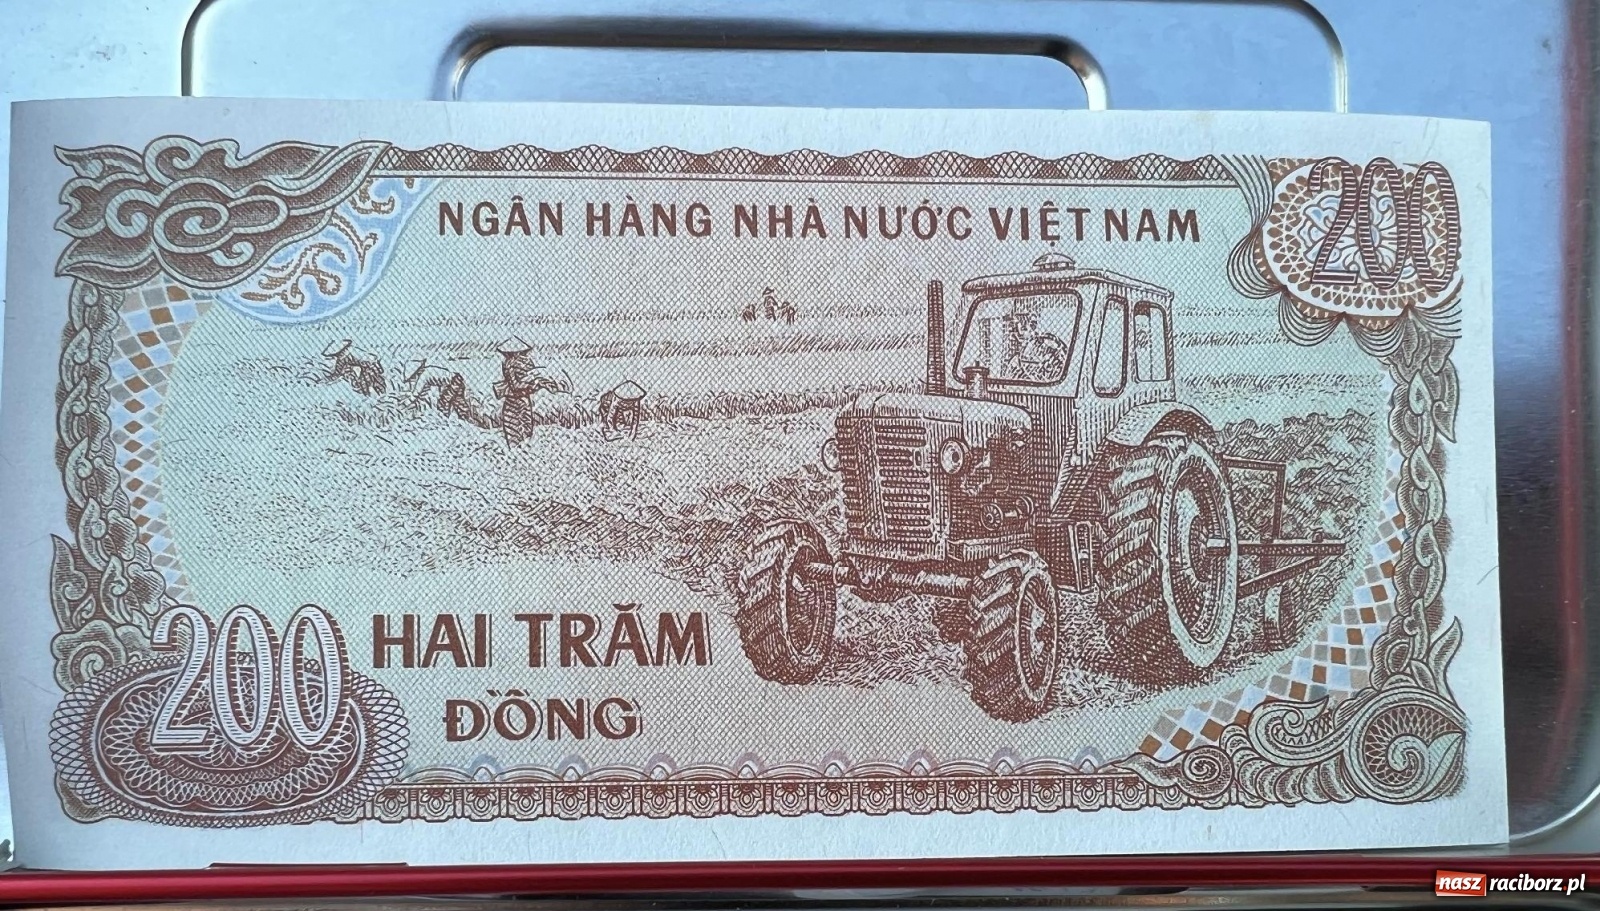 NGÂN HÀNG NHÀ NƯỚC VIỆT NAM
200
200
HAI TRĂM
ĐỒNG
nasz raciborz.pl